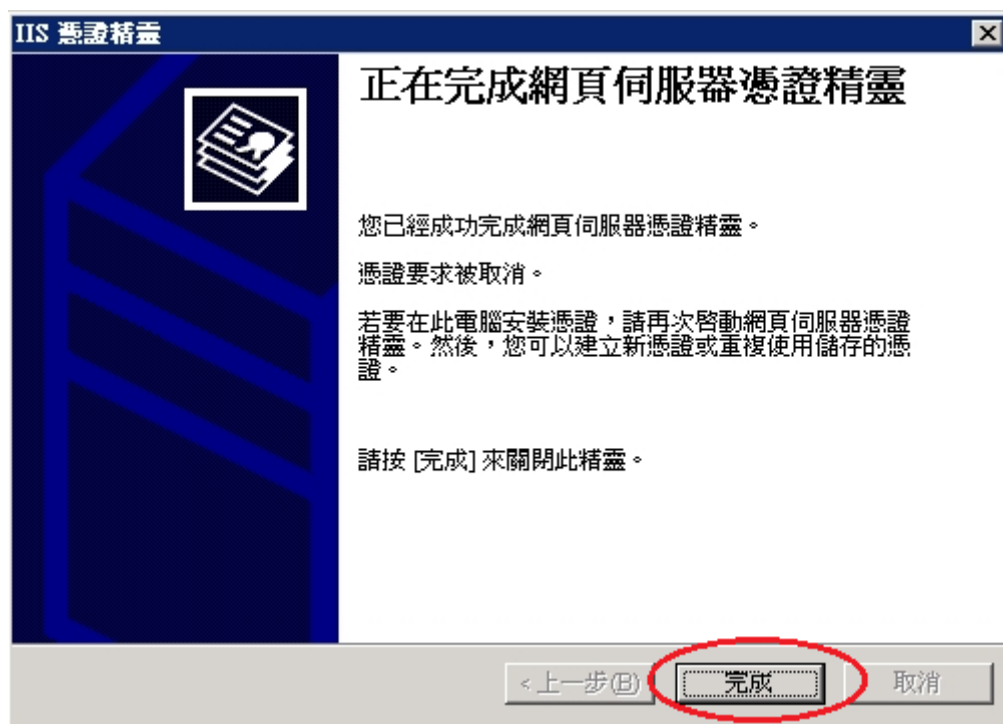 IIS 憑證精靈
正在完成網頁伺服器憑證精靈
您已經成功完成網頁伺服器憑證精靈。
憑證要求被取消。
若要在此電腦安裝憑證，請再次啓動網頁伺服器憑證
精靈。然後，您可以建立新憑證或重複使用儲存的憑
證。
請按 [完成] 來關閉此精靈。
<上一步(B)
完成
取消